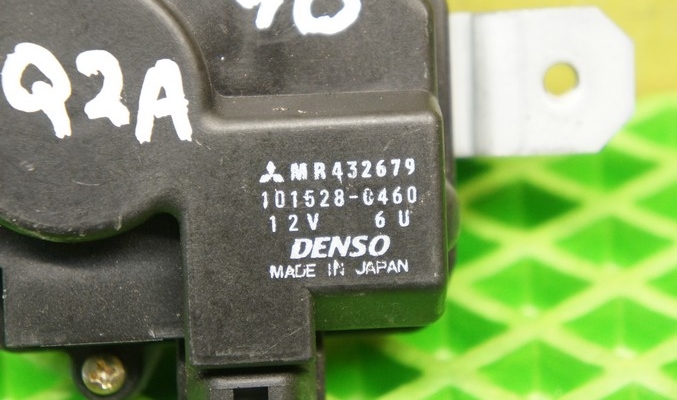 Q2A
MR432679
101528-0460
12V 6U
DENSO
MADE IN JAPAN